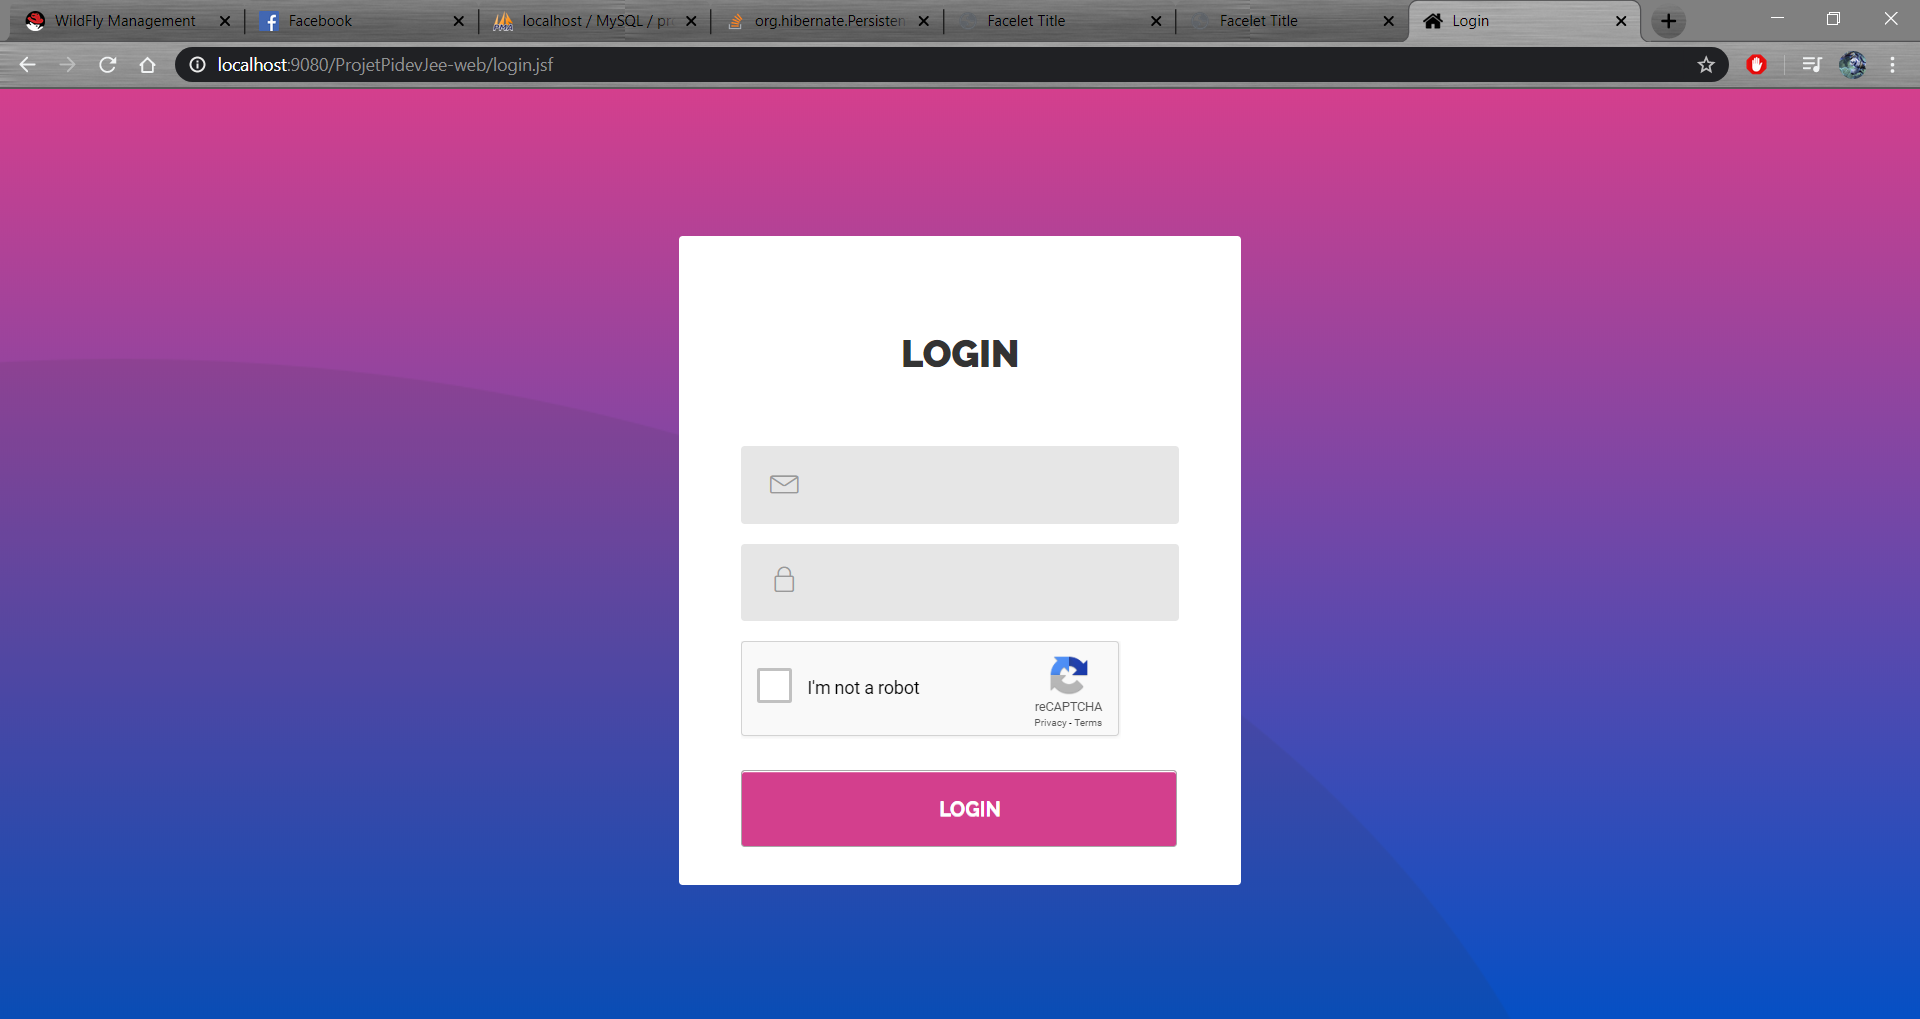 WildFly Management
Facebook
localhost / MySQL / pr
org.hibernate.Persisten
Facelet Title
Facelet Title
Login
localhost:9080/ProjetPidevJee-web/login.jsf
LOGIN
I'm not a robot
reCAPTCHA
Privacy - Terms
LOGIN